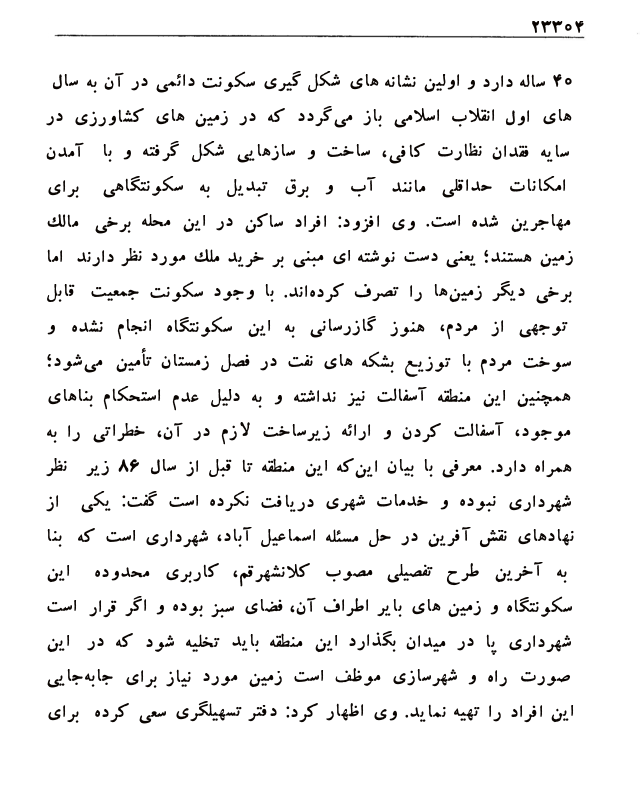 ۲۳۳۰۴
۴۰ ساله دارد و اولین نشانه های شکل گیری سکونت دائمی در آن به سال
های اول انقلاب اسلامی باز می‌گردد که در زمین های کشاورزی در
سایه فقدان نظارت کافی، ساخت و سازهایی شکل گرفته و با آمدن
امکانات حداقلی مانند آب و برق تبدیل به سکونتگاهی برای
مهاجرین شده است. وی افزود: افراد ساکن در این محله برخی مالك
زمین هستند؛ یعنی دست نوشته ای مبنی بر خرید ملك مورد نظر دارند اما
برخی دیگر زمین‌ها را تصرف کرده‌اند. با وجود سکونت جمعیت قابل
توجهی از مردم، هنوز گازرسانی به این سکونتگاه انجام نشده و
سوخت مردم با توزیع بشکه های نفت در فصل زمستان تأمین می‌شود؛
همچنین این منطقه آسفالت نیز نداشته و به دلیل عدم استحکام بناهای
موجود، آسفالت کردن و ارائه زیرساخت لازم در آن، خطراتی را به
همراه دارد. معرفی با بیان این‌که این منطقه تا قبل از سال ۸۶ زیر نظر
شهرداری نبوده و خدمات شهری دریافت نکرده است گفت: یکی از
نهادهای نقش آفرین در حل مسئله اسماعیل آباد، شهرداری است که بنا
به آخرین طرح تفصیلی مصوب کلانشهرقم، کاربری محدوده این
سکونتگاه و زمین های بایر اطراف آن، فضای سبز بوده و اگر قرار است
شهرداری پا در میدان بگذارد این منطقه باید تخلیه شود که در این
صورت راه و شهرسازی موظف است زمین مورد نیاز برای جابه‌جایی
این افراد را تهیه نماید. وی اظهار کرد: دفتر تسهیلگری سعی کرده برای